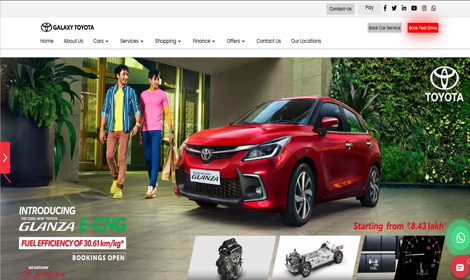 Contact-Us
Pay
GALAXY TOYOTA
Book Car Service
Book Test Drive
Home
About Us
Cars
Services
Shopping
Finance
Offers
Contact Us
Our Locations
TOYOTA
GLANZA
INTRODUCING
THE COOL NEW TOYOTA
GLANZA E-CNG
FUEL EFFICIENCY OF 30.61 km/kg*
BOOKINGS OPEN
Starting from ₹8.43 lakh*
GO HATCHIN'